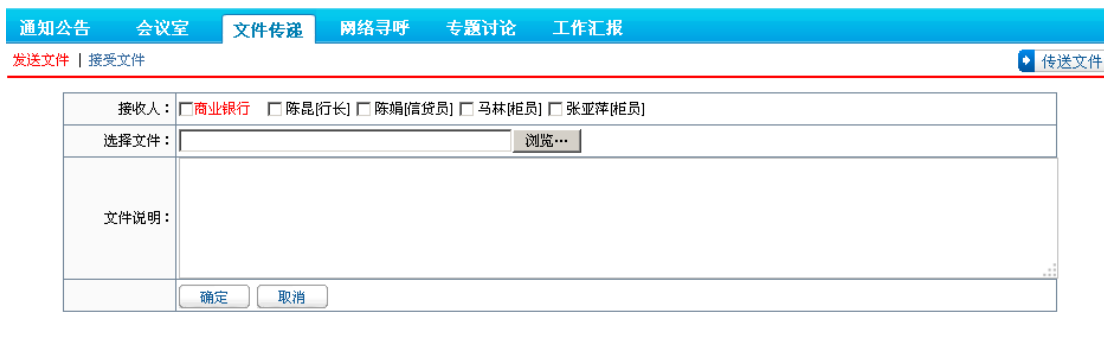 通知公告 会议室 文件传递 网络寻呼 专题讨论 工作汇报
发送文件 | 接受文件 传送文件
接收人： 商业银行 陈昆[行长] 陈娟[信贷员] 马林[柜员] 张亚萍[柜员]
选择文件： 浏览…
文件说明：
确定 取消